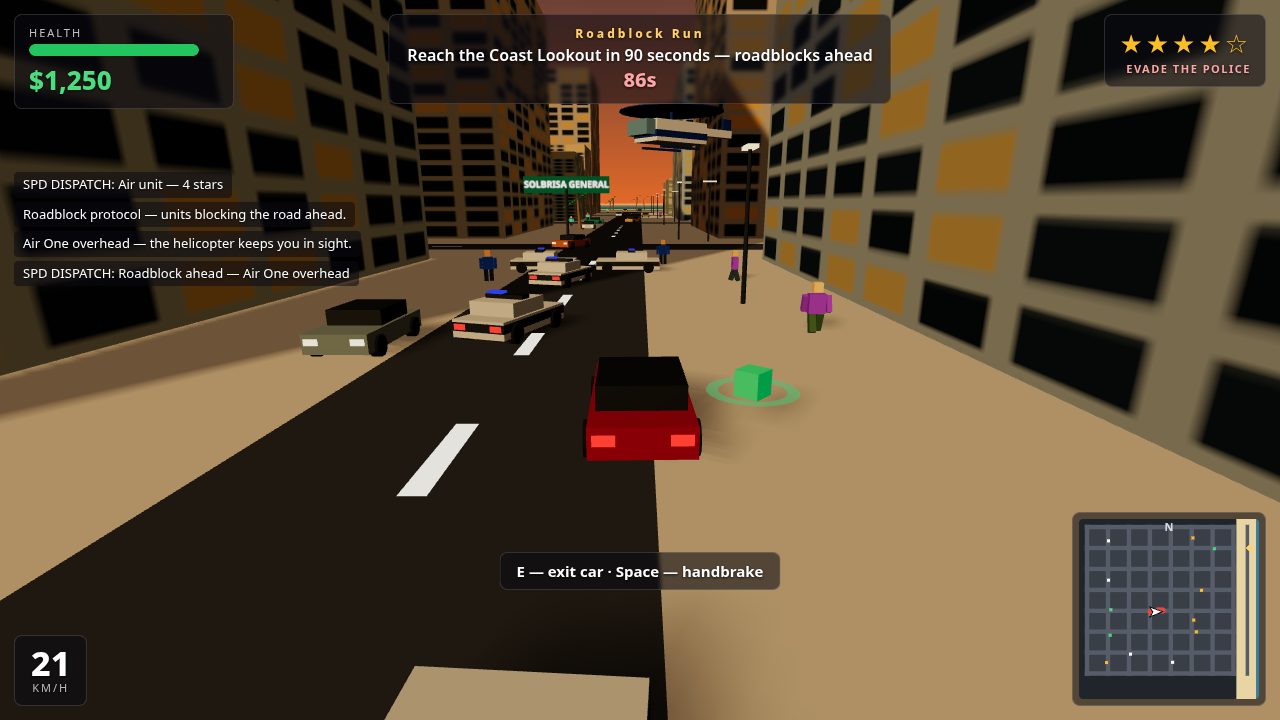 HEALTH
$1,250
Roadblock Run
Reach the Coast Lookout in 90 seconds — roadblocks ahead
86s
★★★★☆
EVADE THE POLICE
SPD DISPATCH: Air unit — 4 stars
Roadblock protocol — units blocking the road ahead.
Air One overhead — the helicopter keeps you in sight.
SPD DISPATCH: Roadblock ahead — Air One overhead
SOLBRISA GENERAL
E — exit car · Space — handbrake
21
KM/H
N